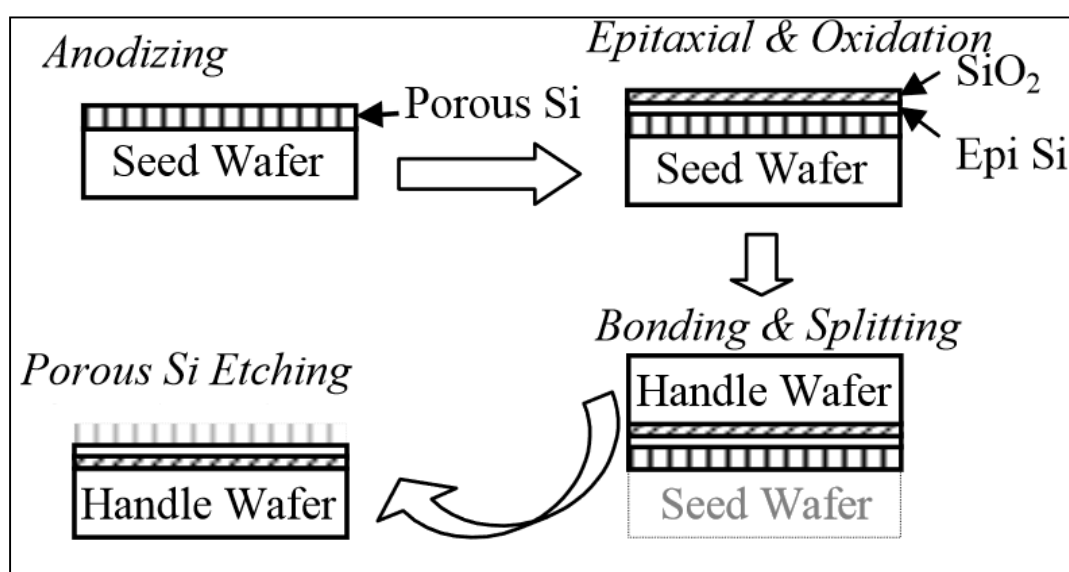 Anodizing
Porous Si
Seed Wafer
Epitaxial & Oxidation
SiO₂
Epi Si
Seed Wafer
Bonding & Splitting
Handle Wafer
Seed Wafer
Porous Si Etching
Handle Wafer